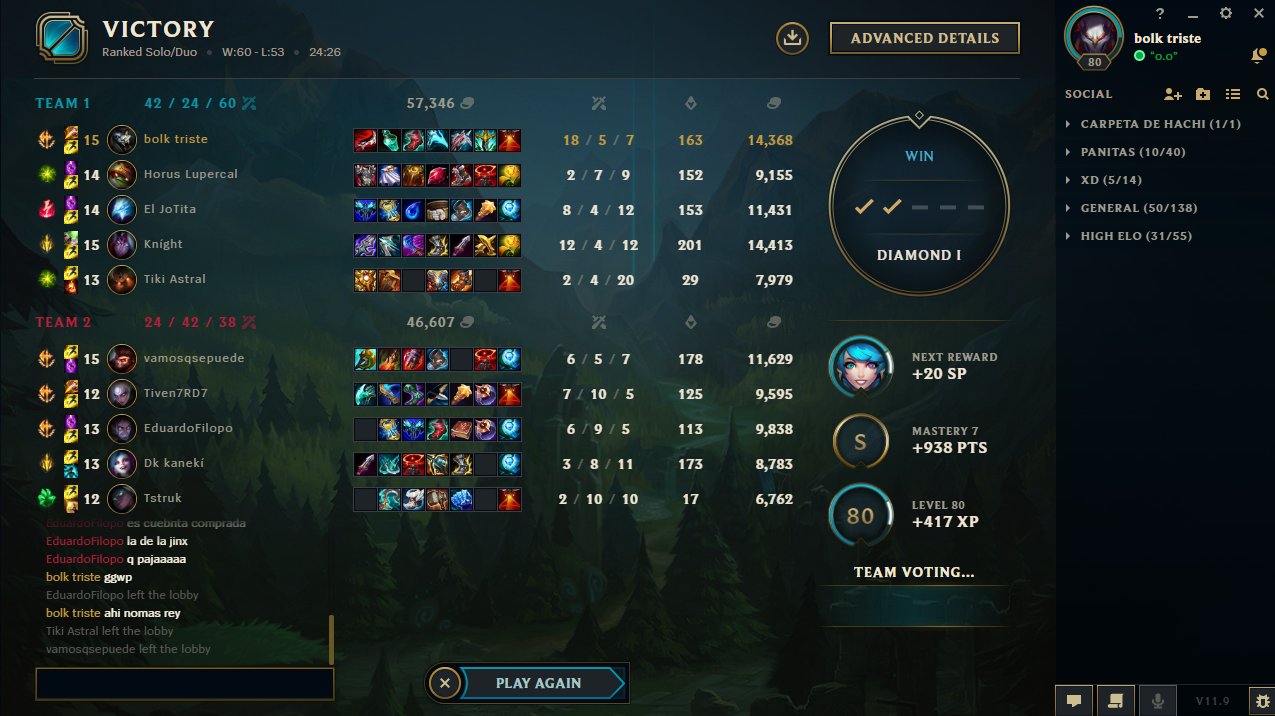 VICTORY
Ranked Solo/Duo • W:60 - L:53 • 24:26
ADVANCED DETAILS
TEAM 1 42 / 24 / 60 57,346
15 bolk triste 18 / 5 / 7 163 14,368
14 Horus Lupercal 2 / 7 / 9 152 9,155
14 El JoTita 8 / 4 / 12 153 11,431
15 Kníght 12 / 4 / 12 201 14,413
13 Tiki Astral 2 / 4 / 20 29 7,979
TEAM 2 24 / 42 / 38 46,607
15 vamosqsepuede 6 / 5 / 7 178 11,629
12 Tiven7RD7 7 / 10 / 5 125 9,595
13 EduardoFilopo 6 / 9 / 5 113 9,838
13 Dk kanekí 3 / 8 / 11 173 8,783
12 Tstruk 2 / 10 / 10 17 6,762
EduardoFilopo es cuebnta comprada
EduardoFilopo la de la jinx
EduardoFilopo q pajaaaaa
bolk triste ggwp
EduardoFilopo left the lobby
bolk triste ahi nomas rey
Tiki Astral left the lobby
vamosqsepuede left the lobby
PLAY AGAIN
WIN
DIAMOND I
NEXT REWARD
+20 SP
S
MASTERY 7
+938 PTS
80
LEVEL 80
+417 XP
TEAM VOTING...
?
bolk triste
80
"o.o"
SOCIAL
CARPETA DE HACHI (1/1)
PANITAS (10/40)
XD (5/14)
GENERAL (50/138)
HIGH ELO (31/55)
V11.9